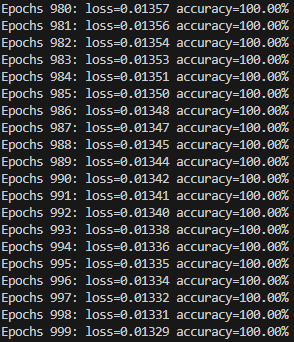 Epochs 980: loss=0.01357 accuracy=100.00%
Epochs 981: loss=0.01356 accuracy=100.00%
Epochs 982: loss=0.01354 accuracy=100.00%
Epochs 983: loss=0.01353 accuracy=100.00%
Epochs 984: loss=0.01351 accuracy=100.00%
Epochs 985: loss=0.01350 accuracy=100.00%
Epochs 986: loss=0.01348 accuracy=100.00%
Epochs 987: loss=0.01347 accuracy=100.00%
Epochs 988: loss=0.01345 accuracy=100.00%
Epochs 989: loss=0.01344 accuracy=100.00%
Epochs 990: loss=0.01342 accuracy=100.00%
Epochs 991: loss=0.01341 accuracy=100.00%
Epochs 992: loss=0.01340 accuracy=100.00%
Epochs 993: loss=0.01338 accuracy=100.00%
Epochs 994: loss=0.01336 accuracy=100.00%
Epochs 995: loss=0.01335 accuracy=100.00%
Epochs 996: loss=0.01334 accuracy=100.00%
Epochs 997: loss=0.01332 accuracy=100.00%
Epochs 998: loss=0.01331 accuracy=100.00%
Epochs 999: loss=0.01329 accuracy=100.00%